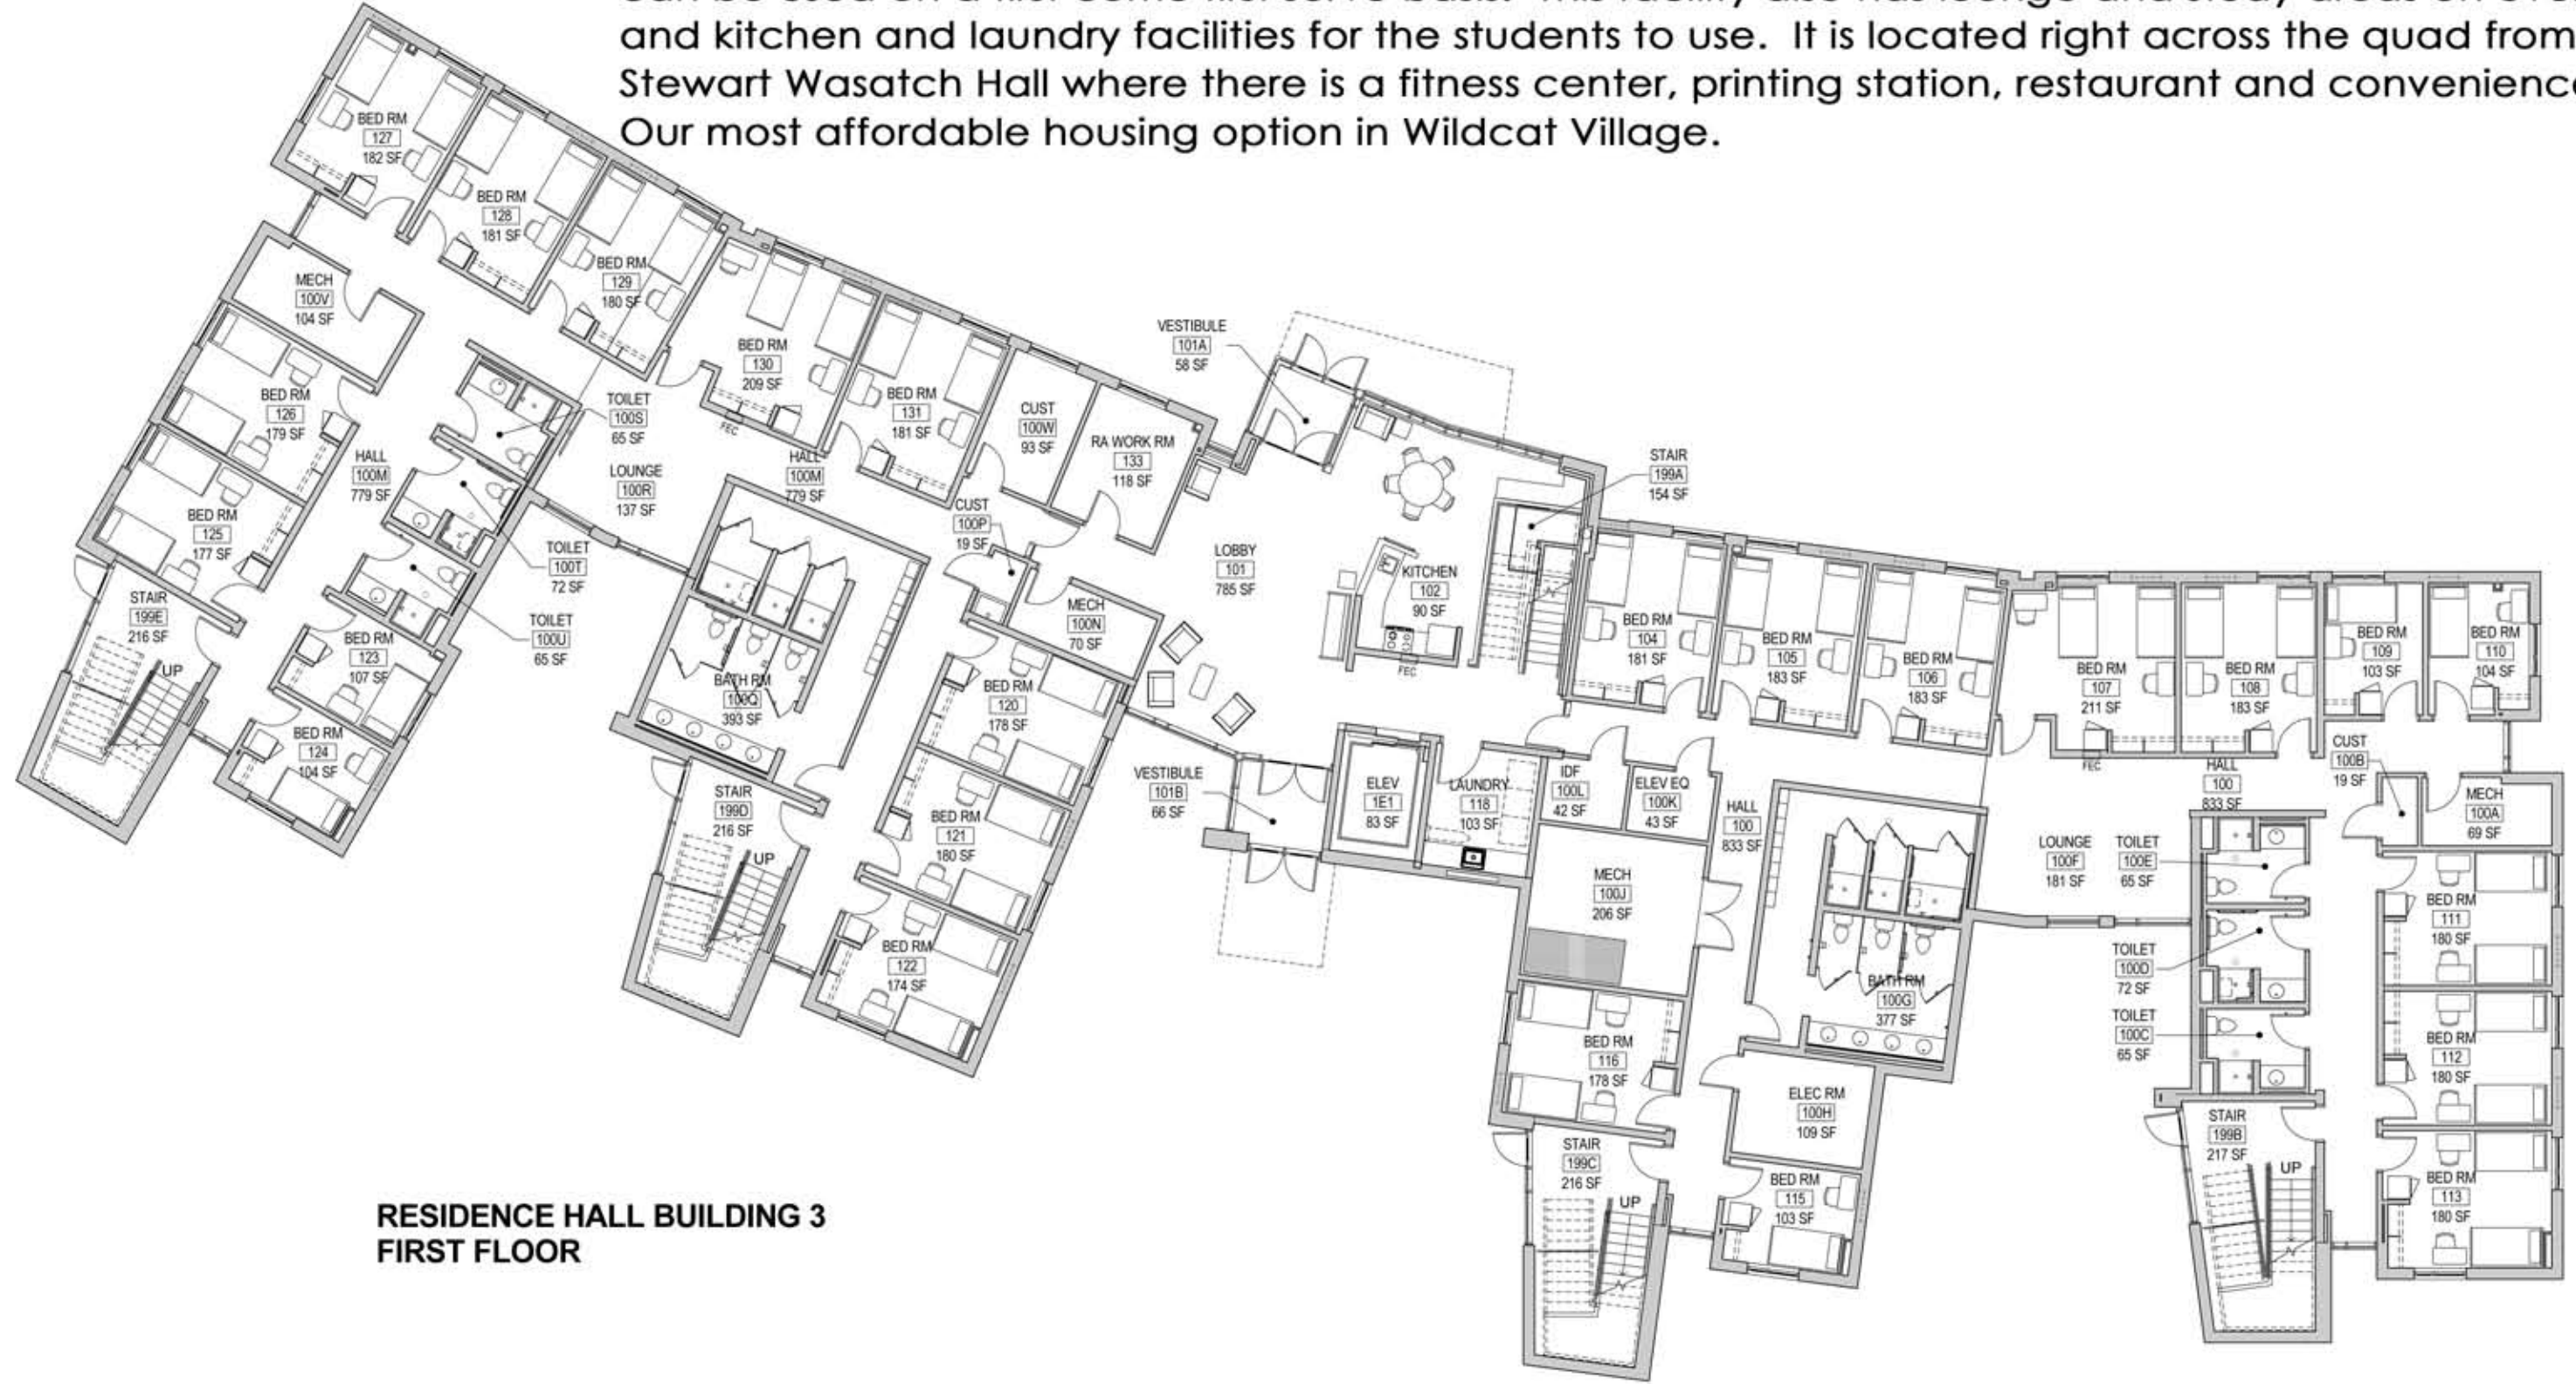 and kitchen and laundry facilities for the students to use. It is located right across the quad from
Stewart Wasatch Hall where there is a fitness center, printing station, restaurant and convenience
Our most affordable housing option in Wildcat Village.
BED RM
127
182 SF
BED RM
128
181 SF
BED RM
129
180 SF
MECH
100V
104 SF
BED RM
130
209 SF
FEC
BED RM
131
181 SF
CUST
100W
93 SF
RA WORK RM
133
118 SF
VESTIBULE
101A
58 SF
BED RM
126
179 SF
TOILET
100S
65 SF
HALL
100M
779 SF
LOUNGE
100R
137 SF
HALL
100M
779 SF
CUST
100P
19 SF
STAIR
199A
154 SF
BED RM
125
177 SF
TOILET
100T
72 SF
LOBBY
101
785 SF
KITCHEN
102
90 SF
FEC
MECH
100N
70 SF
STAIR
199E
216 SF
UP
TOILET
100U
65 SF
BED RM
123
107 SF
BED RM
124
104 SF
BATH RM
100Q
393 SF
BED RM
120
178 SF
BED RM
104
181 SF
BED RM
105
183 SF
BED RM
106
183 SF
BED RM
107
211 SF
FEC
BED RM
108
183 SF
BED RM
109
103 SF
BED RM
110
104 SF
STAIR
199D
216 SF
UP
BED RM
121
180 SF
BED RM
122
174 SF
VESTIBULE
101B
66 SF
ELEV
1E1
83 SF
LAUNDRY
118
103 SF
IDF
100L
42 SF
ELEV EQ
100K
43 SF
HALL
100
833 SF
HALL
100
833 SF
CUST
100B
19 SF
MECH
100A
69 SF
MECH
100J
206 SF
LOUNGE
100F
181 SF
TOILET
100E
65 SF
BED RM
111
180 SF
TOILET
100D
72 SF
BATH RM
100G
377 SF
TOILET
100C
65 SF
BED RM
112
180 SF
BED RM
116
178 SF
ELEC RM
100H
109 SF
STAIR
199C
216 SF
UP
BED RM
115
103 SF
STAIR
199B
217 SF
UP
BED RM
113
180 SF
RESIDENCE HALL BUILDING 3
FIRST FLOOR